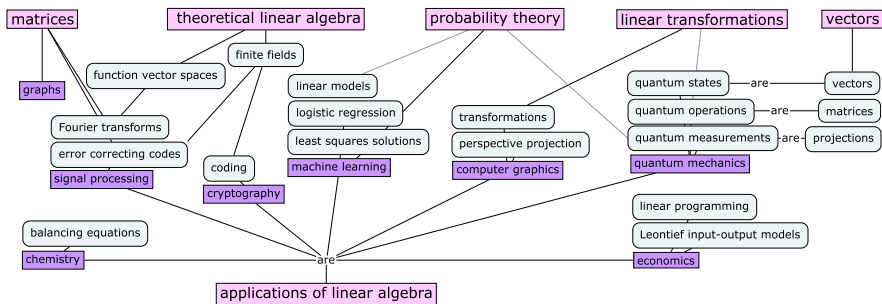 matrices
theoretical linear algebra
probability theory
linear transformations
vectors
finite fields
function vector spaces
graphs
linear models
quantum states
are
vectors
logistic regression
transformations
quantum operations
are
matrices
Fourier transforms
least squares solutions
perspective projection
quantum measurements
are
projections
error correcting codes
coding
machine learning
computer graphics
quantum mechanics
signal processing
cryptography
linear programming
balancing equations
Leontief input-output models
chemistry
are
economics
applications of linear algebra